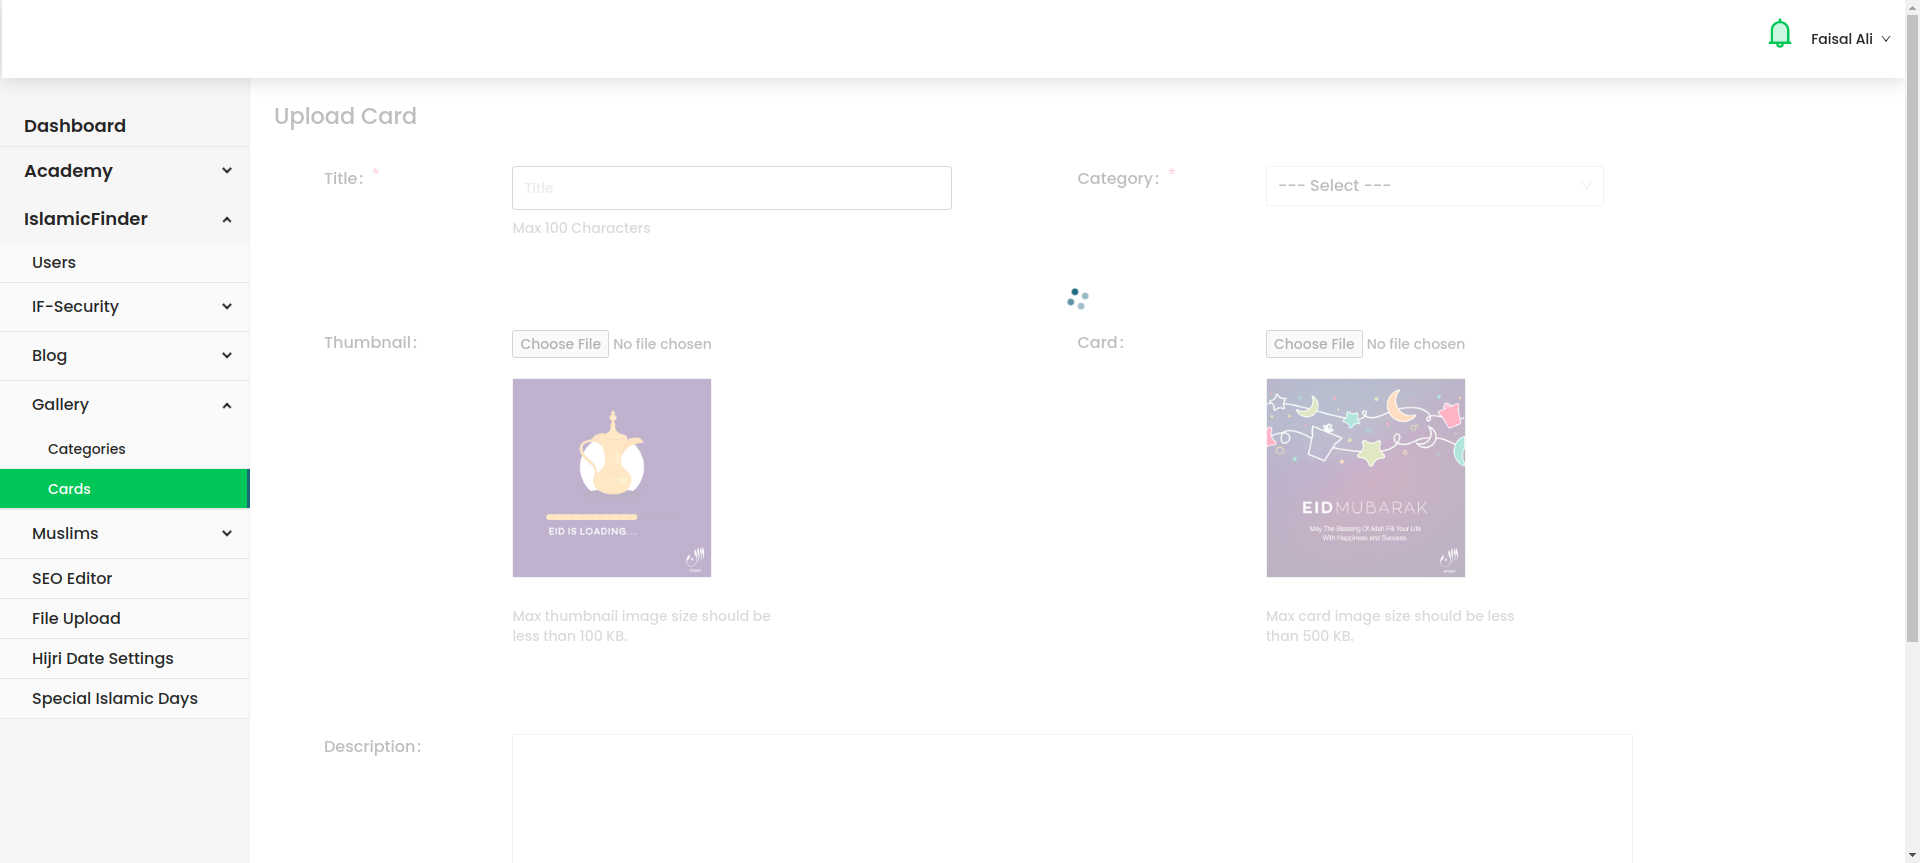 Faisal Ali
Dashboard
Academy
IslamicFinder
Users
IF-Security
Blog
Gallery
Categories
Cards
Muslims
SEO Editor
File Upload
Hijri Date Settings
Special Islamic Days
Upload Card
Title: *
Title
Max 100 Characters
Category: *
--- Select ---
Thumbnail:
Choose File No file chosen
EID IS LOADING...
Max thumbnail image size should be
less than 100 KB.
Card:
Choose File No file chosen
EID MUBARAK
May The Blessing Of Allah Fill Your Life
With Happiness and Success
Max card image size should be less
than 500 KB.
Description: